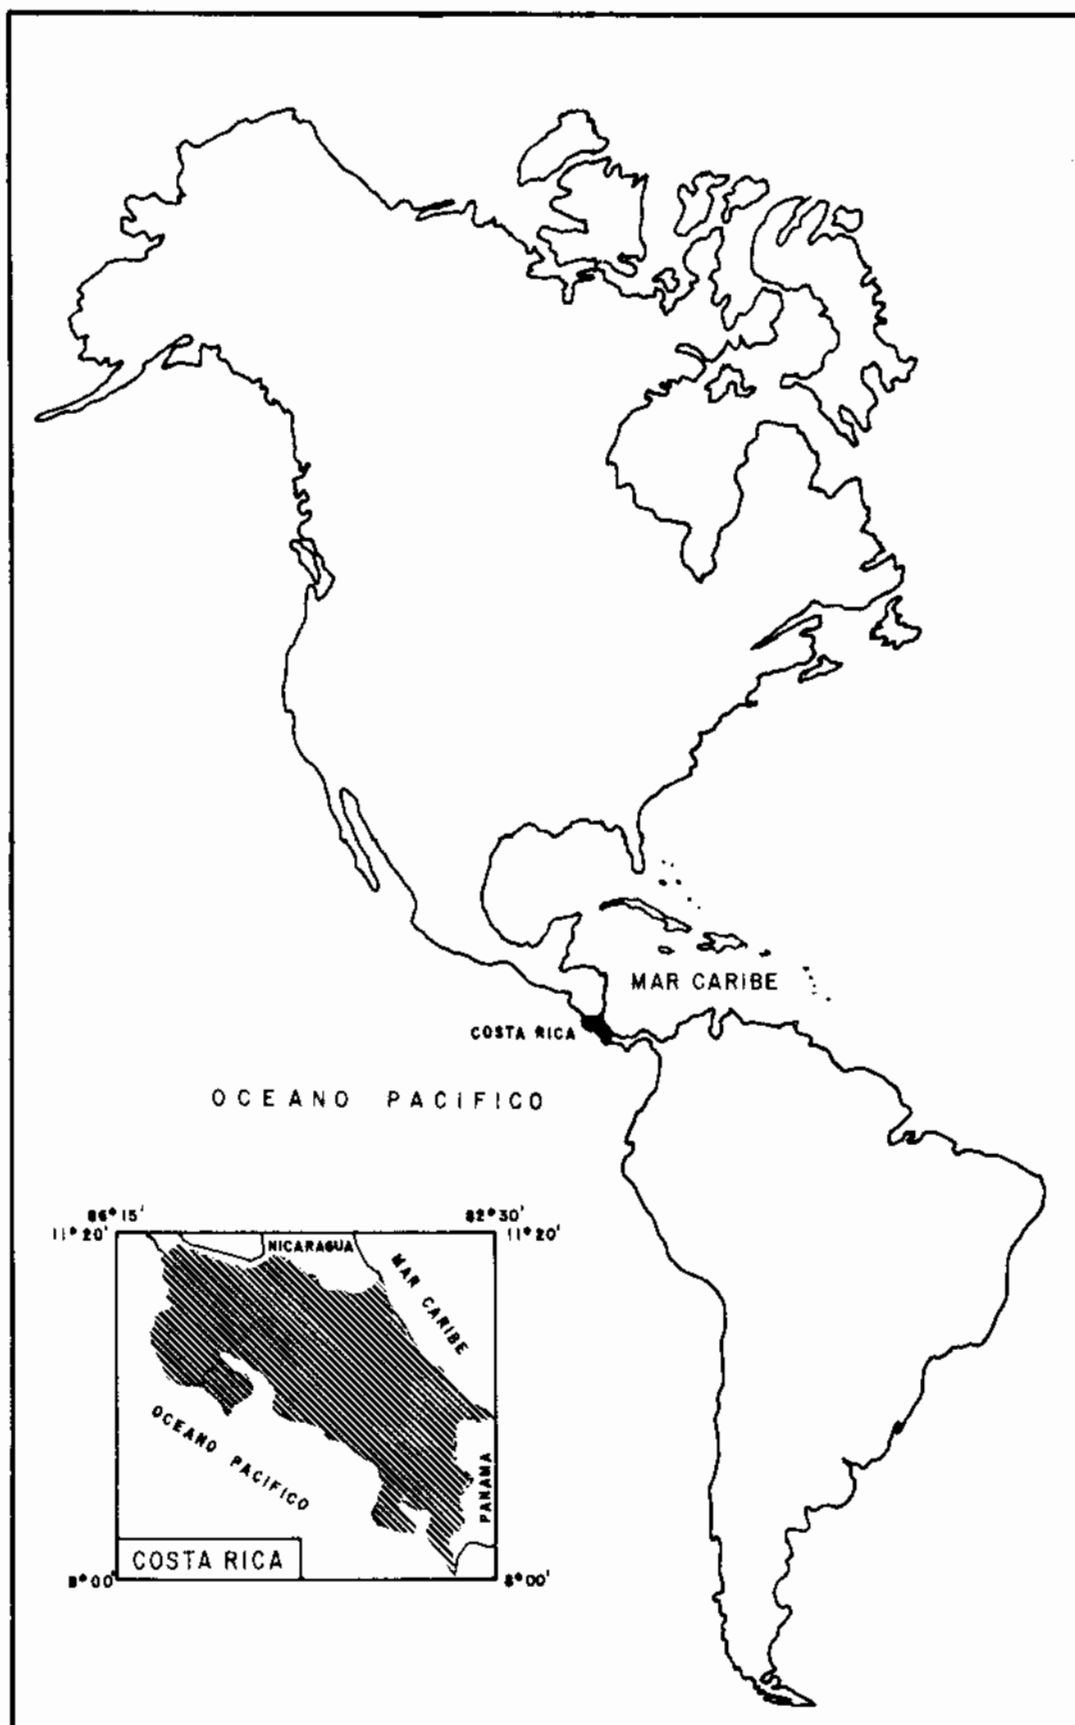 MAR CARIBE
COSTA RICA
OCEANO PACIFICO
86° 15'
82° 30'
11° 20'
11° 20'
NICARAGUA
MAR CARIBE
OCEANO PACIFICO
PANAMA
COSTA RICA
8° 00'
8° 00'